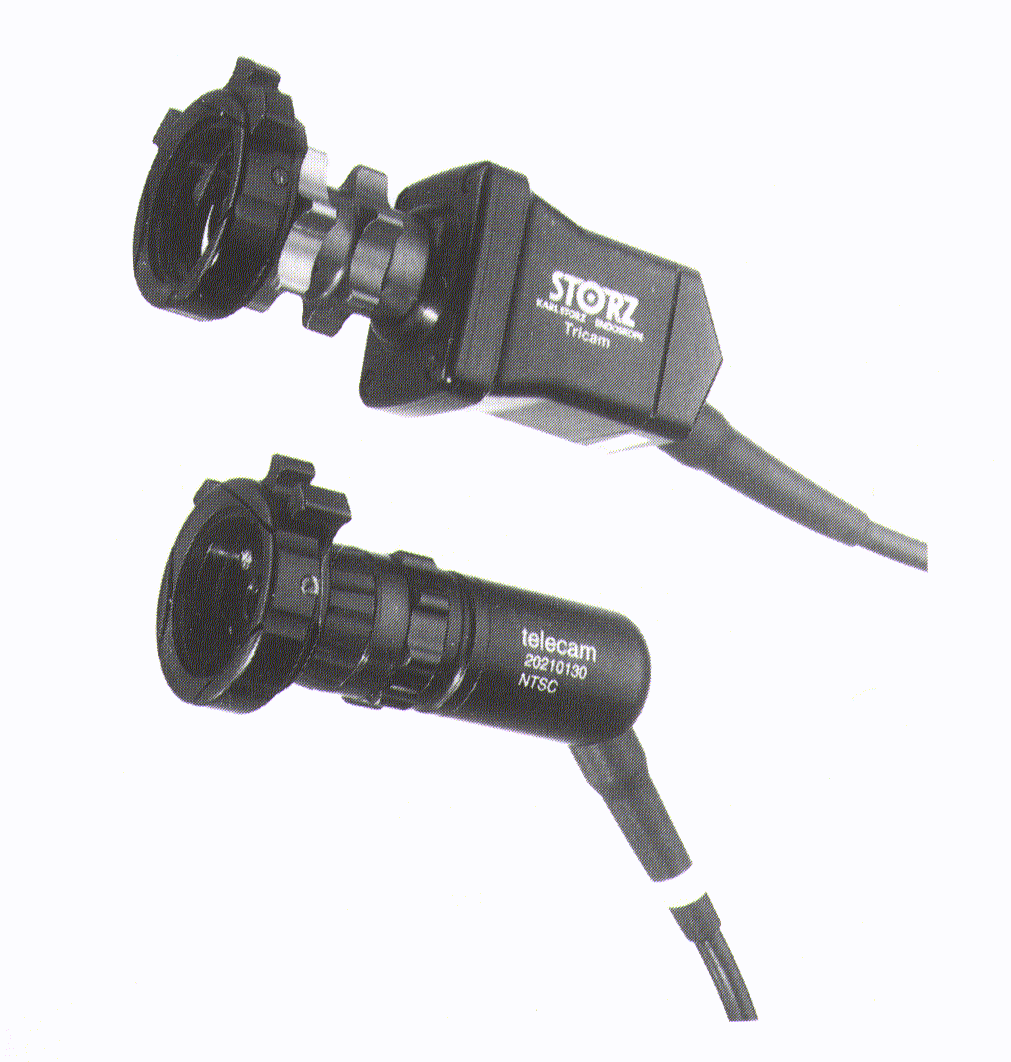 STORZ
KARL STORZ ENDOSKOPE
Tricam
telecam
20210130
NTSC